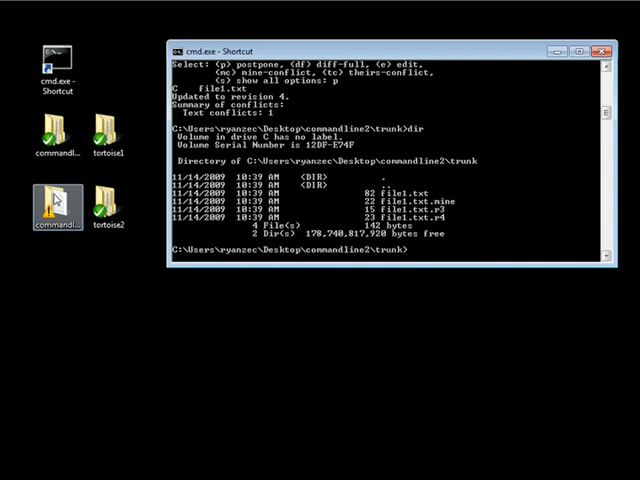 cmd.exe -
Shortcut
commandl...
tortoise1
commandl...
tortoise2
cmd.exe - Shortcut
Select: (p) postpone, (df) diff-full, (e) edit,
(mc) mine-conflict, (tc) theirs-conflict,
(s) show all options: p
C    file1.txt
Updated to revision 4.
Summary of conflicts:
Text conflicts: 1
C:\Users\ryanzec\Desktop\commandline2\trunk>dir
Volume in drive C has no label.
Volume Serial Number is 12DF-E74F
Directory of C:\Users\ryanzec\Desktop\commandline2\trunk
11/14/2009  10:39 AM    <DIR>          .
11/14/2009  10:39 AM    <DIR>          ..
11/14/2009  10:39 AM                82 file1.txt
11/14/2009  10:39 AM                22 file1.txt.mine
11/14/2009  10:39 AM                15 file1.txt.r3
11/14/2009  10:39 AM                23 file1.txt.r4
4 File(s)            142 bytes
2 Dir(s)  178,740,817,920 bytes free
C:\Users\ryanzec\Desktop\commandline2\trunk>